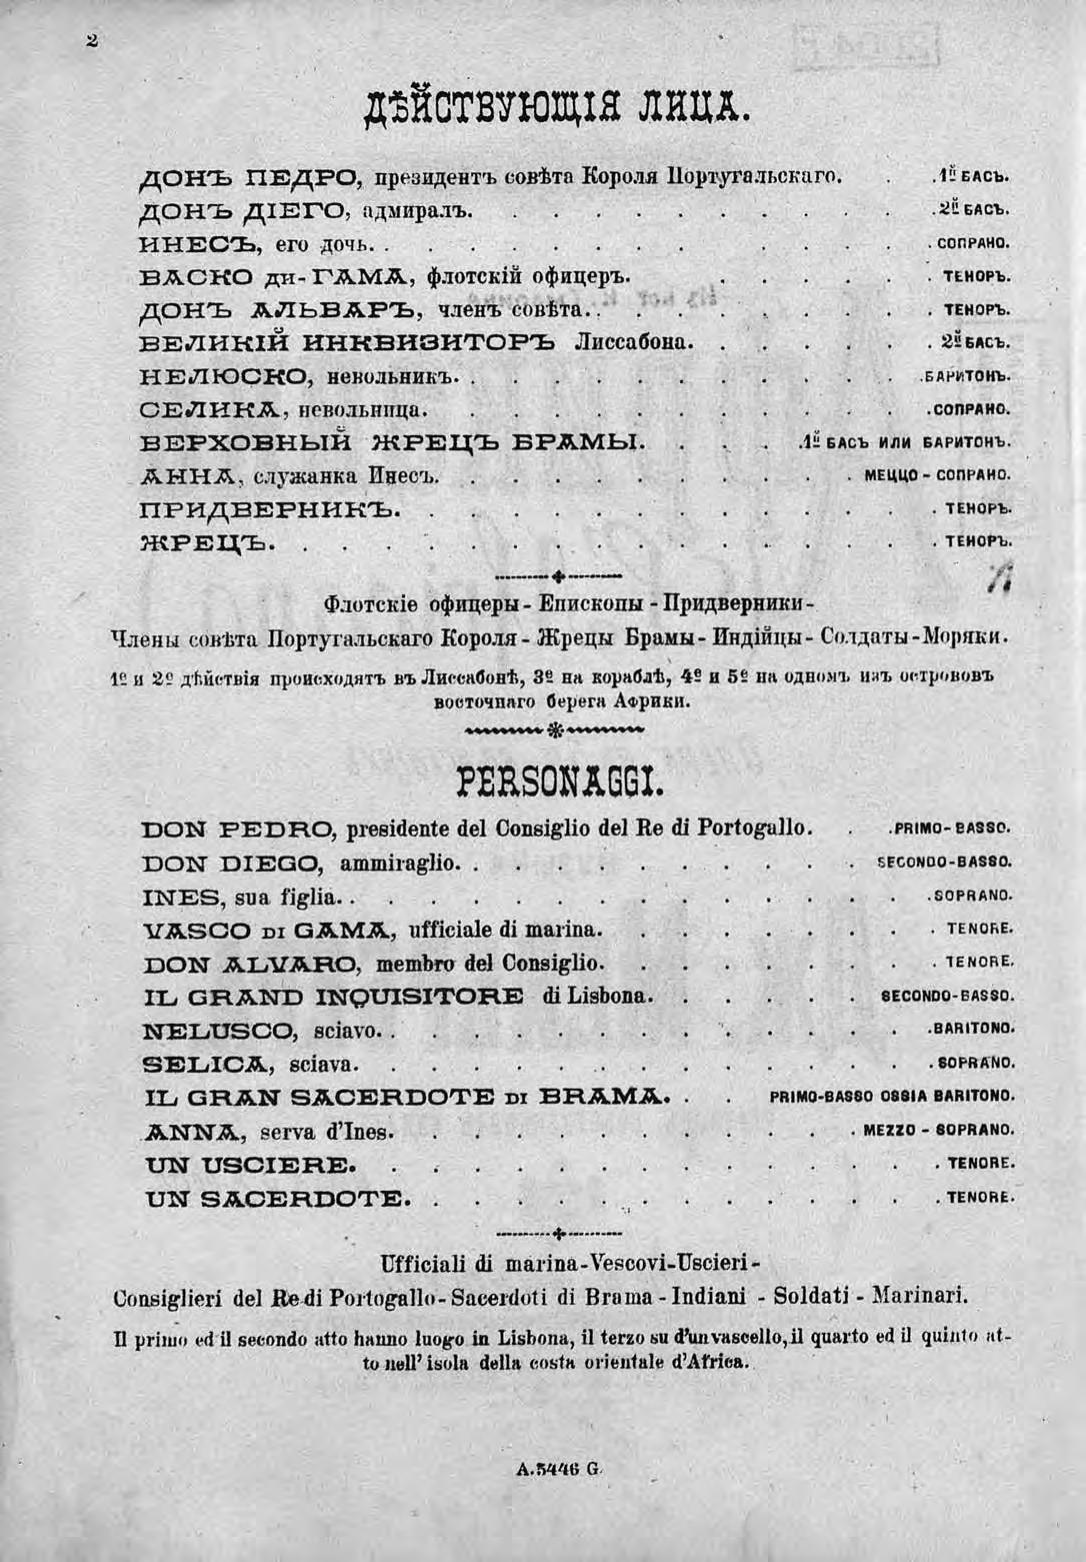 2
ДѢЙСТВУЮЩІЯ ЛИЦА.
ДОНЪ ПЕДРО, президентъ совѣта Короля Португальскаго. . .1й БАСЪ.
ДОНЪ ДІЕГО, адмиралъ. . . . . . . . . . .2й БАСЪ.
ИНЕСЪ, его дочь. . . . . . . . . . . . СОПРАНО.
ВАСКО ди-ГАМА, флотскій офицеръ. . . . . . . ТЕНОРЪ.
ДОНЪ АЛЬВАРЪ, членъ совѣта. . . . . . . . . ТЕНОРЪ.
ВЕЛИКІЙ ИНКВИЗИТОРЪ Лиссабона. . . . . . . 2й БАСЪ.
НЕЛЮСКО, невольникъ. . . . . . . . . . .БАРИТОНЪ.
СЕЛИКА, невольница. . . . . . . . . . .СОПРАНО.
ВЕРХОВНЫЙ ЖРЕЦЪ БРАМЫ. . . . .1й БАСЪ ИЛИ БАРИТОНЪ.
АННА, служанка Инесъ. . . . . . . . . МЕЦЦО - СОПРАНО.
ПРИДВЕРНИКЪ. . . . . . . . . . . . ТЕНОРЪ.
ЖРЕЦЪ. . . . . . . . . . . . . . ТЕНОРЪ.
Флотскіе офицеры - Епископы - Придверники -
Члены совѣта Португальскаго Короля - Жрецы Брамы - Индійцы - Солдаты - Моряки.
1е и 2е дѣйствія происходятъ въ Лиссабонѣ, 3е на кораблѣ, 4е и 5е на одномъ изъ острововъ
восточнаго берега Африки.
PERSONAGGI.
DON PEDRO, presidente del Consiglio del Re di Portogallo. . .PRIMO-BASSO.
DON DIEGO, ammiraglio. . . . . . . . . SECONDO-BASSO.
INES, sua figlia. . . . . . . . . . . . .SOPRANO.
VASCO DI GAMA, ufficiale di marina. . . . . . . . TENORE.
DON ALVARO, membro del Consiglio. . . . . . . . TENORE.
IL GRAND INQUISITORE di Lisbona. . . . . . SECONDO-BASSO.
NELUSCO, sciavo. . . . . . . . . . . .BARITONO.
SELICA, sciava. . . . . . . . . . . .SOPRANO.
IL GRAN SACERDOTE DI BRAMA. . . PRIMO-BASSO OSSIA BARITONO.
ANNA, serva d'Ines. . . . . . . . . . MEZZO - SOPRANO.
UN USCIERE. . . . . . . . . . . . TENORE.
UN SACERDOTE. . . . . . . . . . . TENORE.
Ufficiali di marina-Vescovi-Uscieri-
Consiglieri del Re di Portogallo - Sacerdoti di Brama - Indiani - Soldati - Marinari.
Il primo ed il secondo atto hanno luogo in Lisbona, il terzo su d'un vascello, il quarto ed il quinto at-
to nell' isola della costa orientale d'Africa.
A.5446 G.